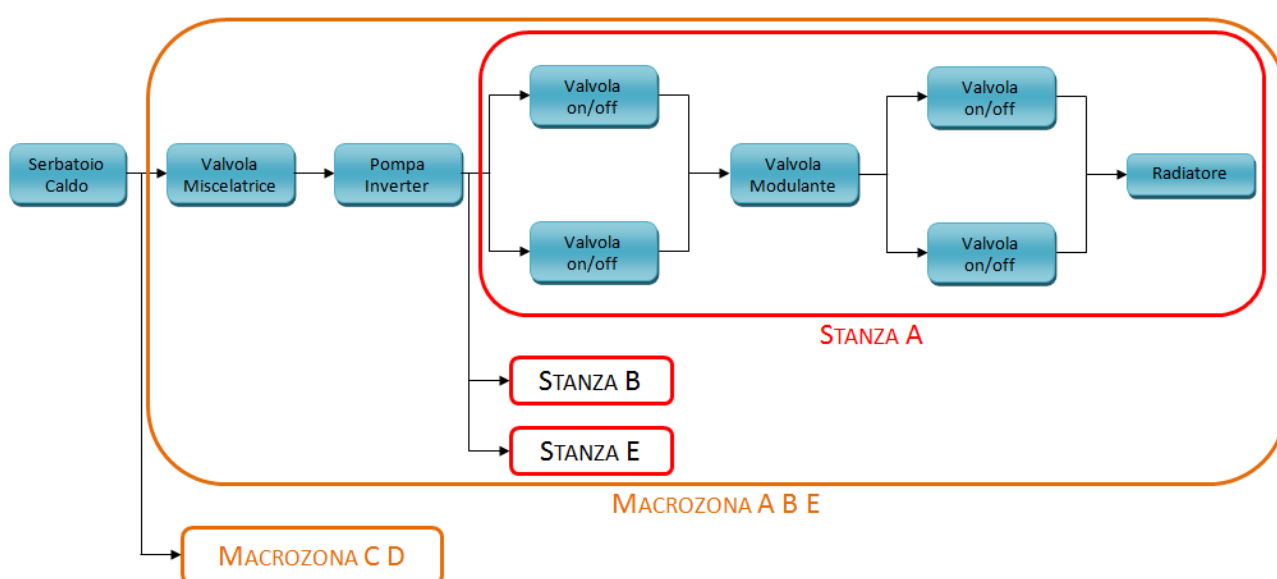 Serbatoio
Caldo
Valvola
Miscelatrice
Pompa
Inverter
Valvola
on/off
Valvola
on/off
Valvola
Modulante
Valvola
on/off
Valvola
on/off
Radiatore
STANZA A
STANZA B
STANZA E
MACROZONA A B E
MACROZONA C D